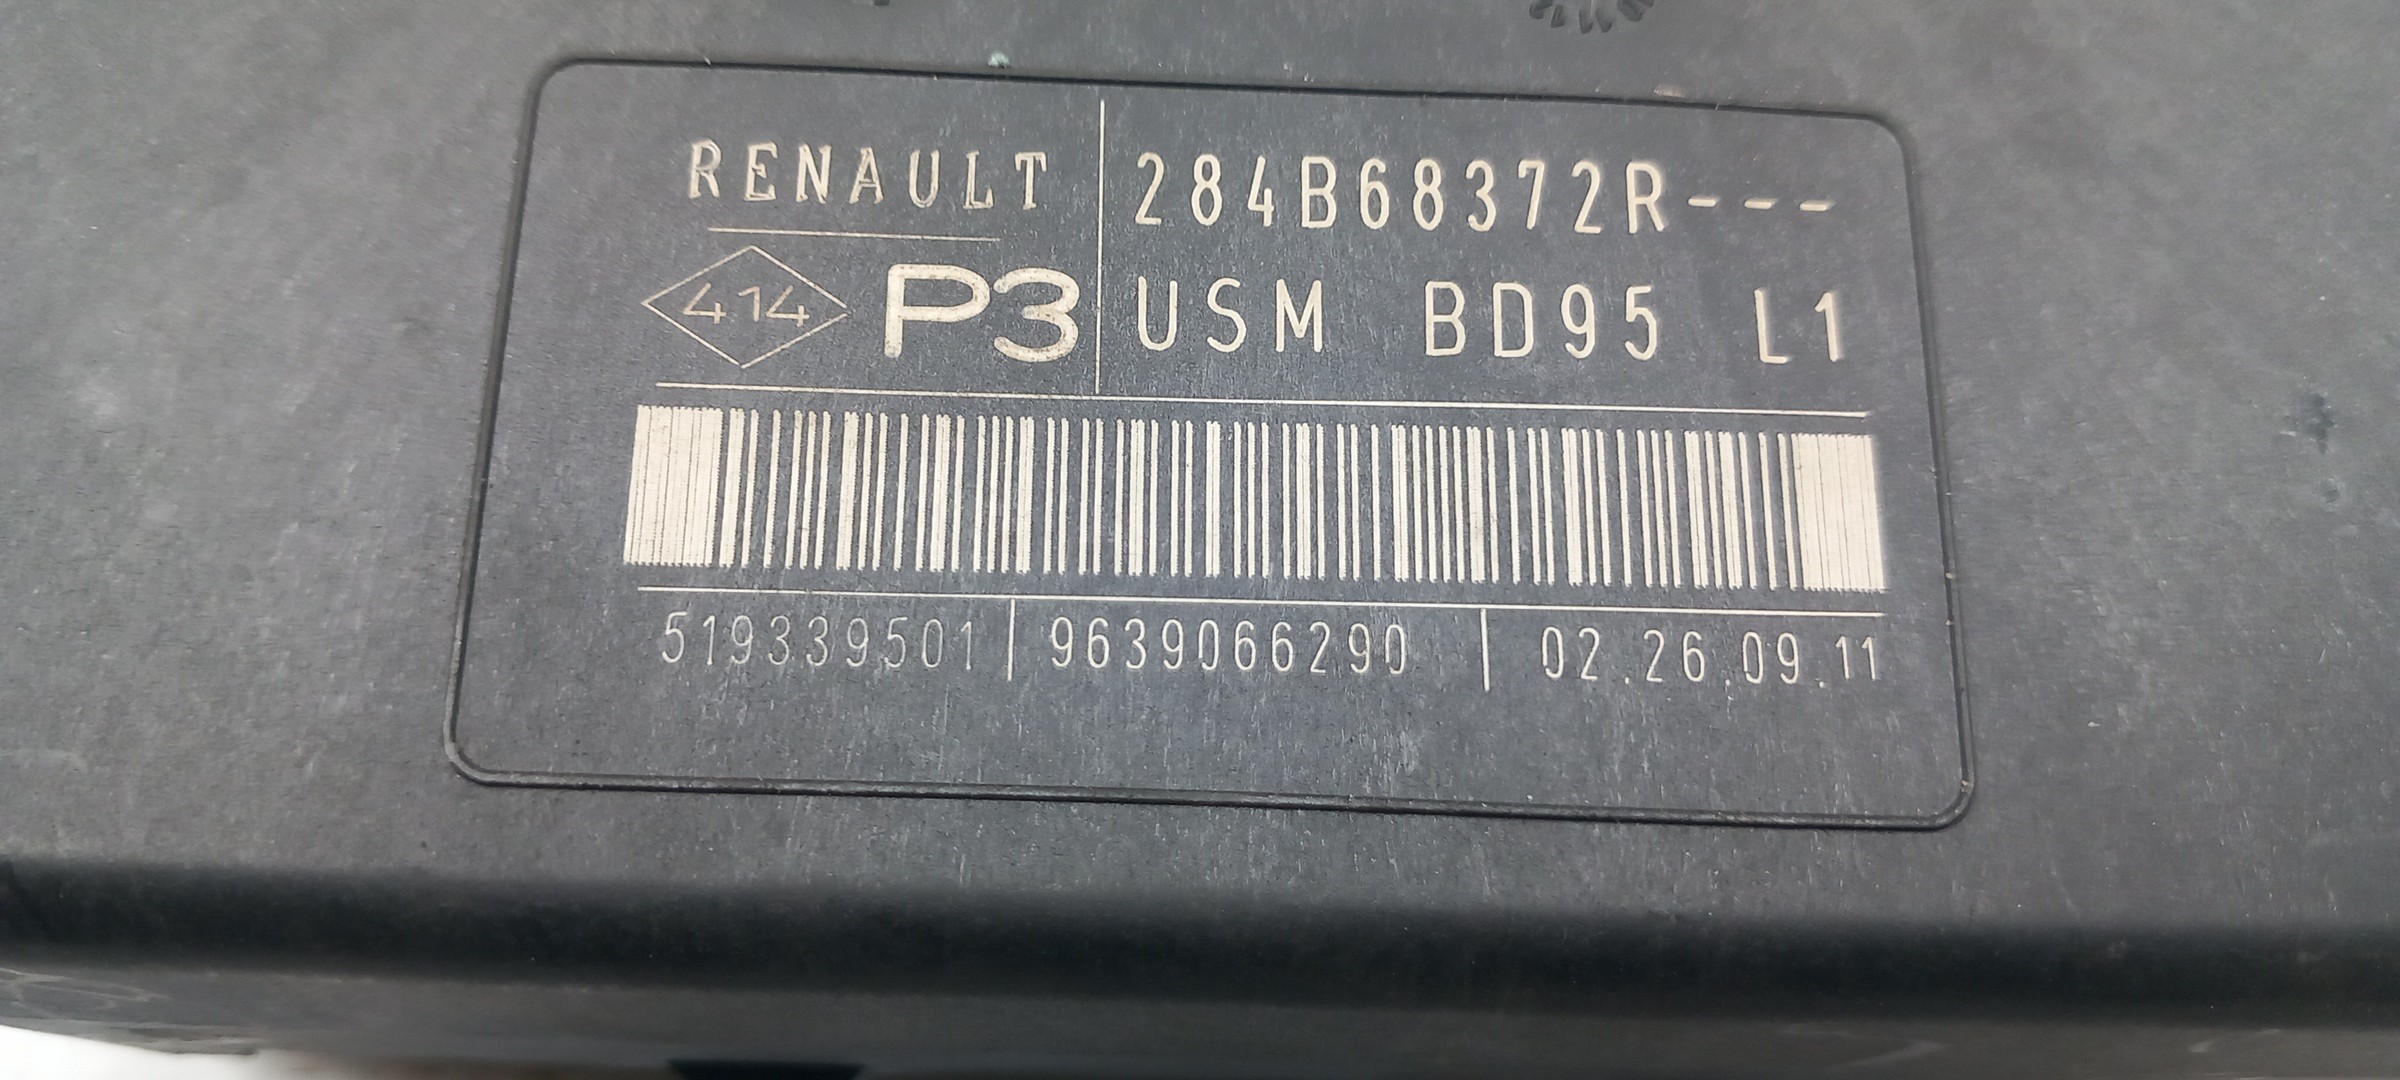 RENAULT 284B68372R---
414 P3 USM BD95 L1
519339501 9639066290 02.26.09.11